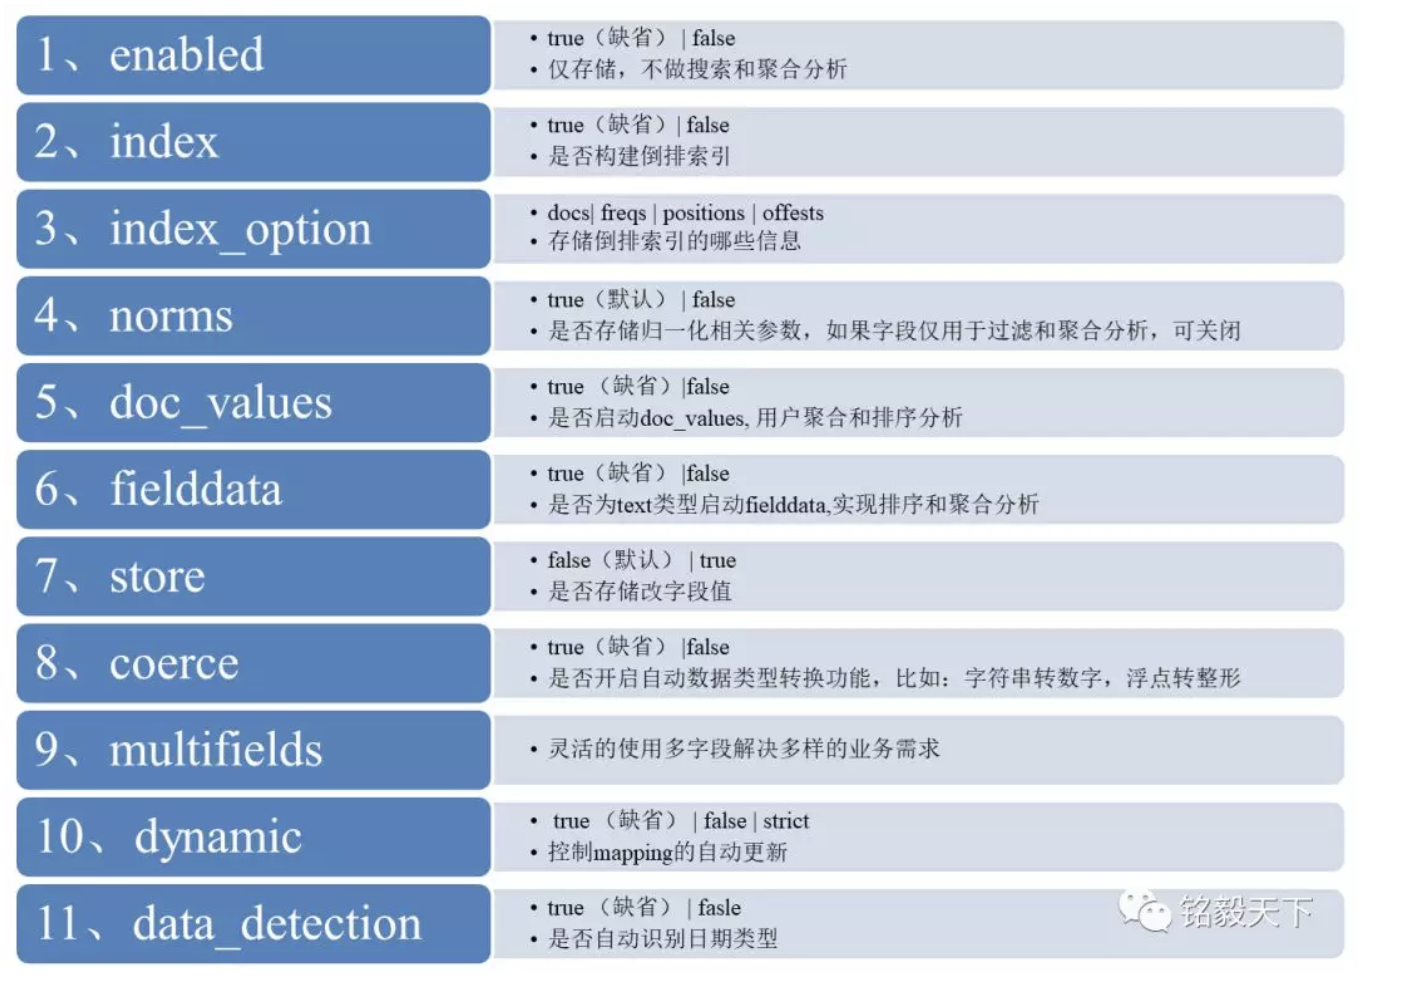 1、 enabled
• true（缺省）| false
• 仅存储，不做搜索和聚合分析
2、 index
• true（缺省）| false
• 是否构建倒排索引
3、 index_option
• docs| freqs | positions | offests
• 存储倒排索引的哪些信息
4、 norms
• true（默认）| false
• 是否存储归一化相关参数，如果字段仅用于过滤和聚合分析，可关闭
5、 doc_values
• true （缺省）|false
• 是否启动doc_values, 用户聚合和排序分析
6、 fielddata
• true（缺省）|false
• 是否为text类型启动fielddata,实现排序和聚合分析
7、 store
• false（默认）| true
• 是否存储改字段值
8、 coerce
• true（缺省）|false
• 是否开启自动数据类型转换功能，比如：字符串转数字，浮点转整形
9、 multifields
• 灵活的使用多字段解决多样的业务需求
10、 dynamic
• true （缺省）| false | strict
• 控制mapping的自动更新
11、 data_detection
• true （缺省）| fasle
• 是否自动识别日期类型
铭毅天下